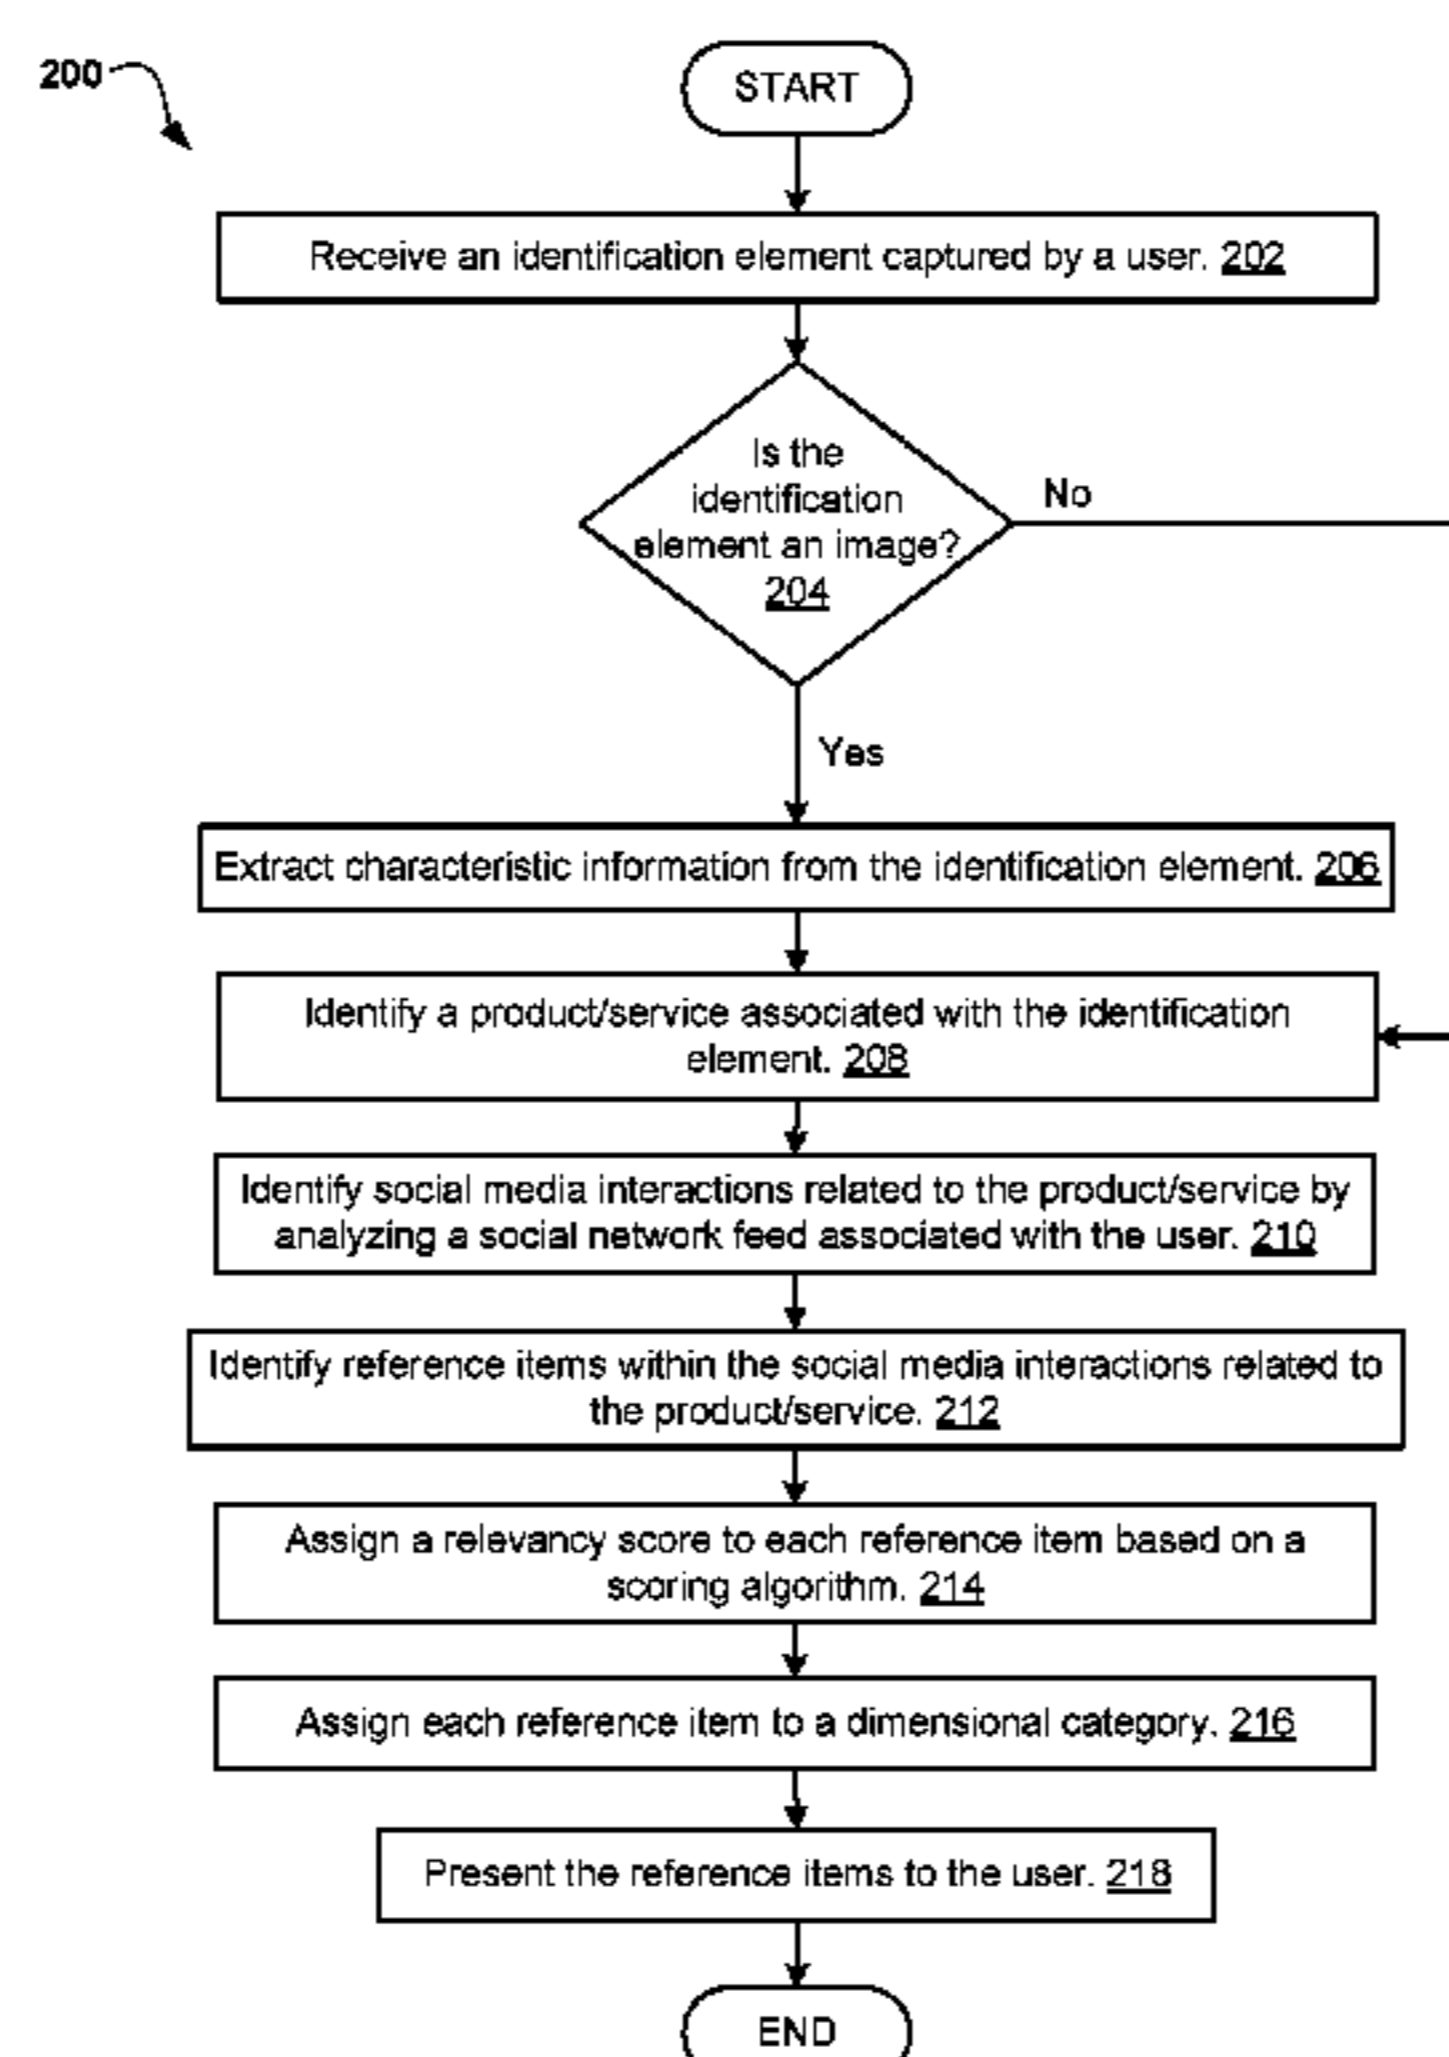 200
START
Receive an identification element captured by a user. 202
Is the
identification
element an image?
204
No
Yes
Extract characteristic information from the identification element. 206
Identify a product/service associated with the identification
element. 208
Identify social media interactions related to the product/service by
analyzing a social network feed associated with the user. 210
Identify reference items within the social media interactions related to
the product/service. 212
Assign a relevancy score to each reference item based on a
scoring algorithm. 214
Assign each reference item to a dimensional category. 216
Present the reference items to the user. 218
END